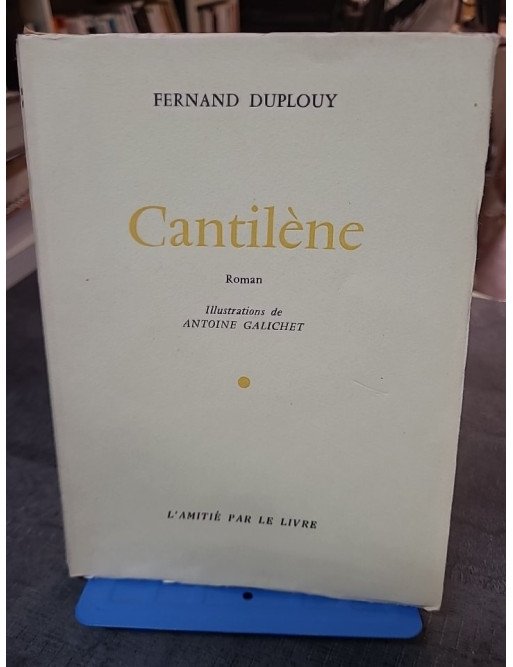 FERNAND DUPLOUY
Cantilène
Roman
Illustrations de
ANTOINE GALICHET
L'AMITIÉ PAR LE LIVRE